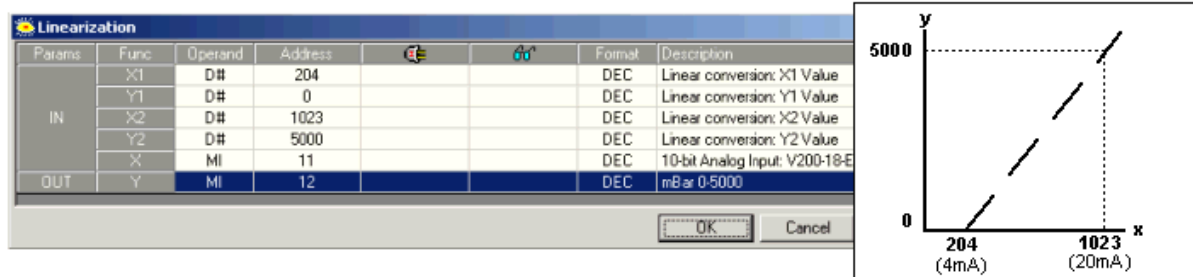 Linearization
Params Func Operand Address Format Description
X1 D# 204 DEC Linear conversion: X1 Value
Y1 D# 0 DEC Linear conversion: Y1 Value
IN X2 D# 1023 DEC Linear conversion: X2 Value
Y2 D# 5000 DEC Linear conversion: Y2 Value
X MI 11 DEC 10-bit Analog Input: V200-18-E
OUT Y MI 12 DEC mBar 0-5000
OK Cancel
y
5000
0
x
204 1023
(4mA) (20mA)